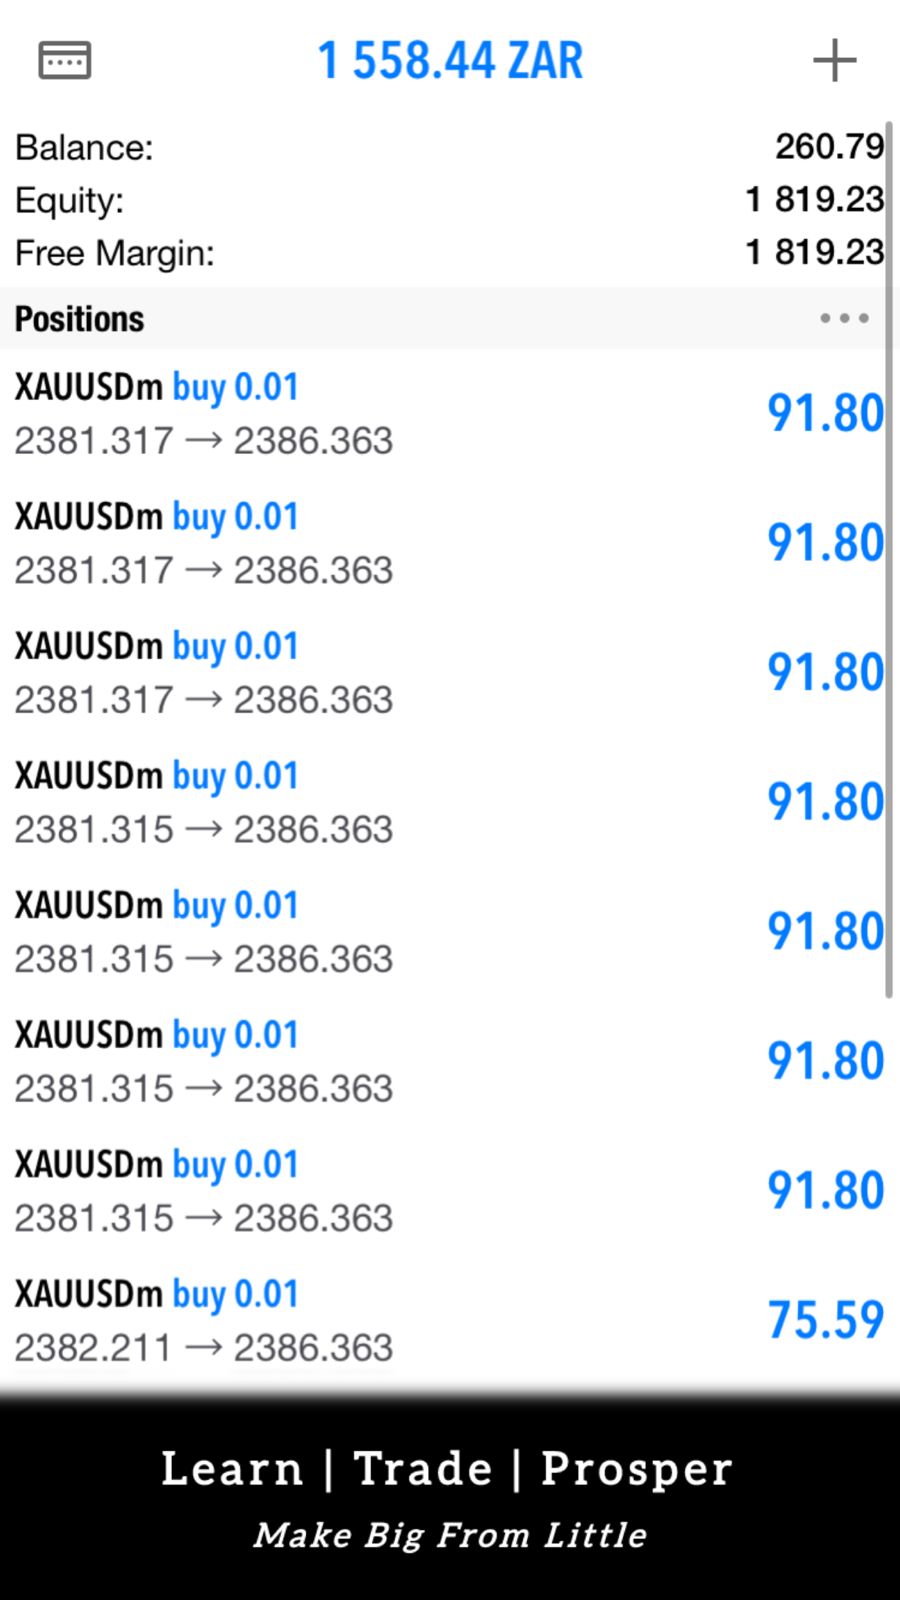 1 558.44 ZAR
Balance: 260.79
Equity: 1 819.23
Free Margin: 1 819.23
Positions
XAUUSDm buy 0.01
2381.317 → 2386.363 91.80
XAUUSDm buy 0.01
2381.317 → 2386.363 91.80
XAUUSDm buy 0.01
2381.317 → 2386.363 91.80
XAUUSDm buy 0.01
2381.315 → 2386.363 91.80
XAUUSDm buy 0.01
2381.315 → 2386.363 91.80
XAUUSDm buy 0.01
2381.315 → 2386.363 91.80
XAUUSDm buy 0.01
2381.315 → 2386.363 91.80
XAUUSDm buy 0.01
2382.211 → 2386.363 75.59
Learn | Trade | Prosper
Make Big From Little